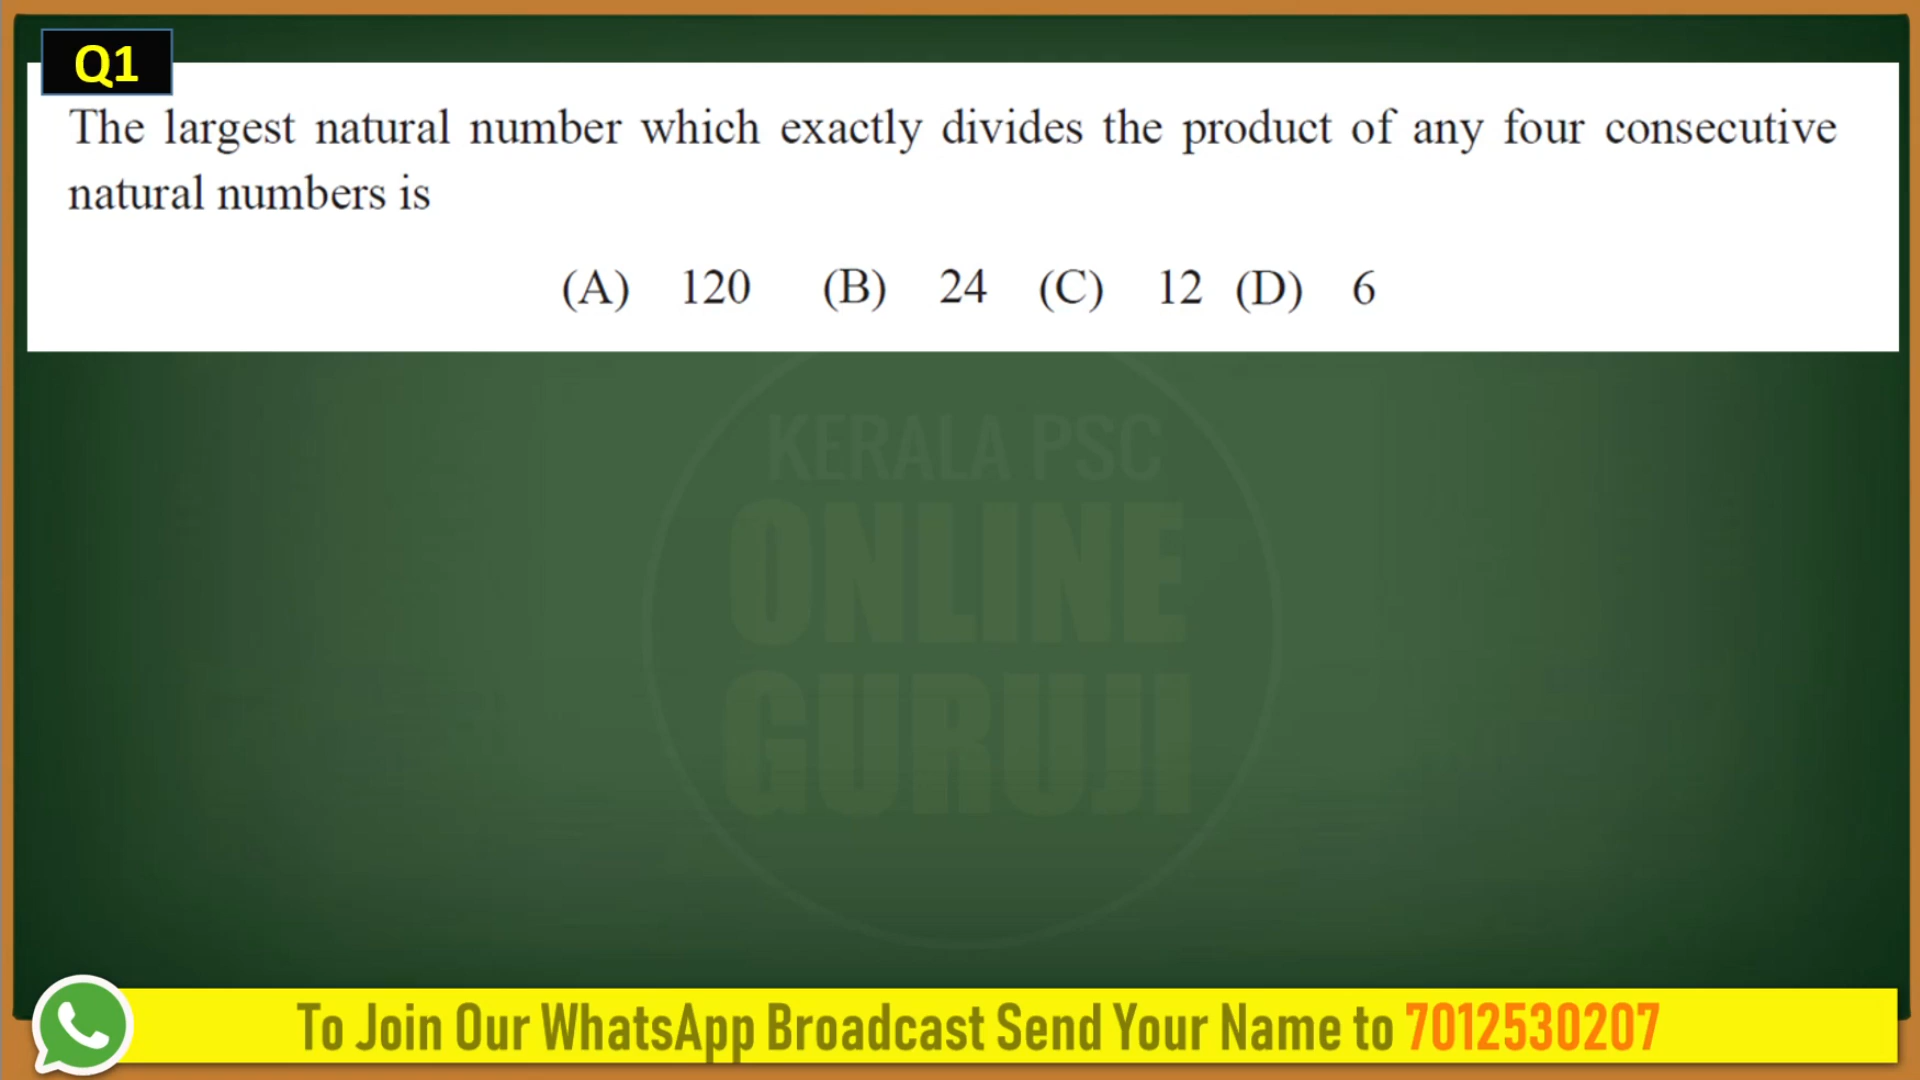 Q1
The largest natural number which exactly divides the product of any four consecutive
natural numbers is
(A) 120 (B) 24 (C) 12 (D) 6
KERALA PSC
ONLINE
GURUJI
To Join Our WhatsApp Broadcast Send Your Name to 7012530207